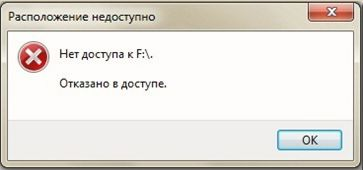 Расположение недоступно
Нет доступа к F:\.
Отказано в доступе.
OK